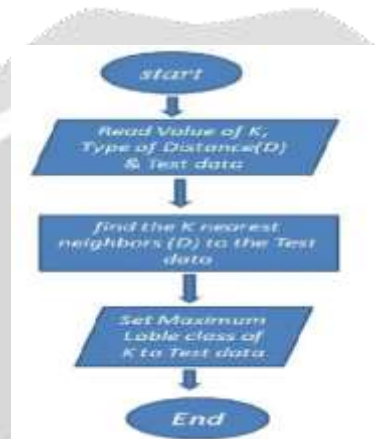 start
Read Value of K,
Type of Distance(D)
& Test data
find the K nearest
neighbors (D) to the Test
data
Set Maximum
Lable class of
K to Test data
End